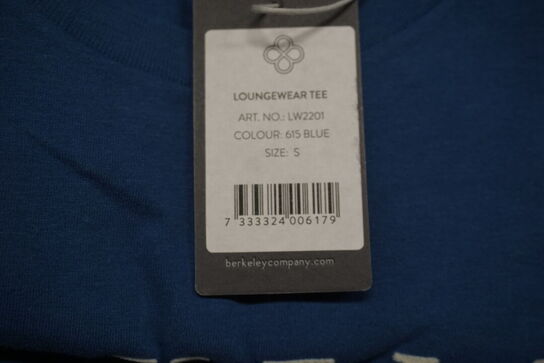 LOUNGEWEAR TEE
ART. NO.: LW2201
COLOUR: 615 BLUE
SIZE: S
7 333324 006179
berkeleycompany.com